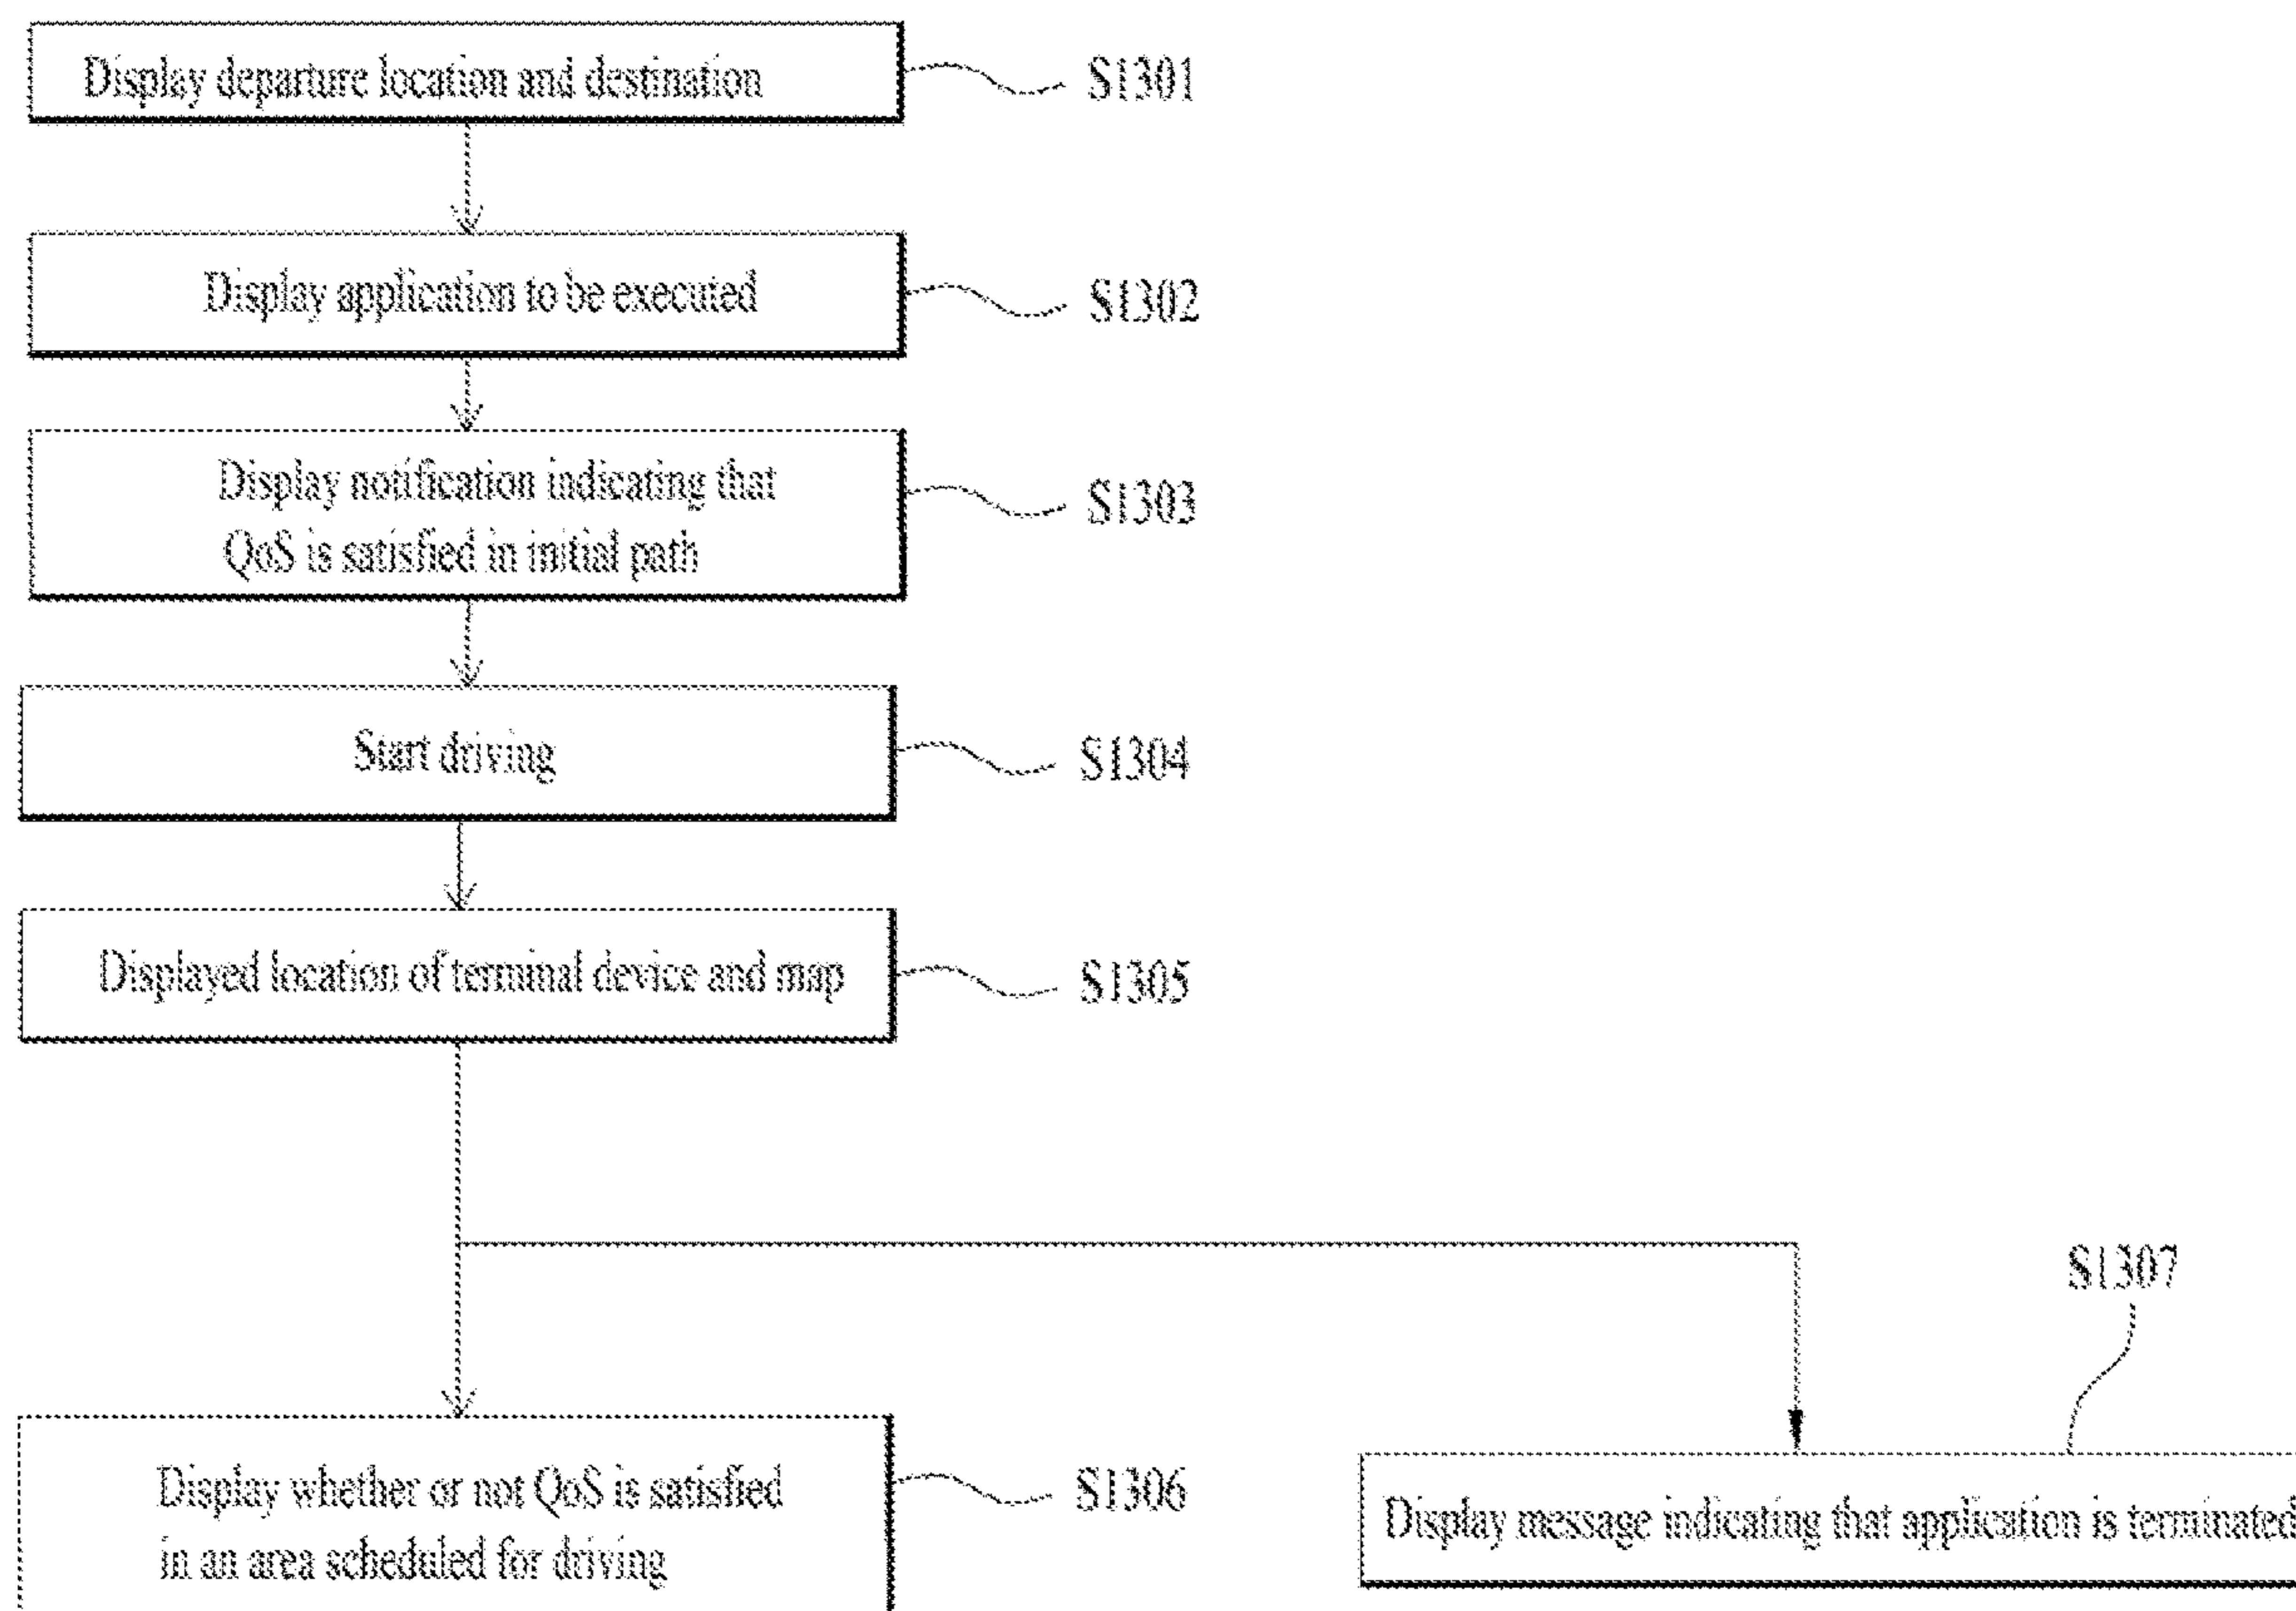 Display departure location and destination
S1301
Display application to be executed
S1302
Display notification indicating that
QoS is satisfied in initial path
S1303
Start driving
S1304
Displayed location of terminal device and map
S1305
S1307
Display whether or not QoS is satisfied
in an area scheduled for driving
S1306
Display message indicating that application is terminated